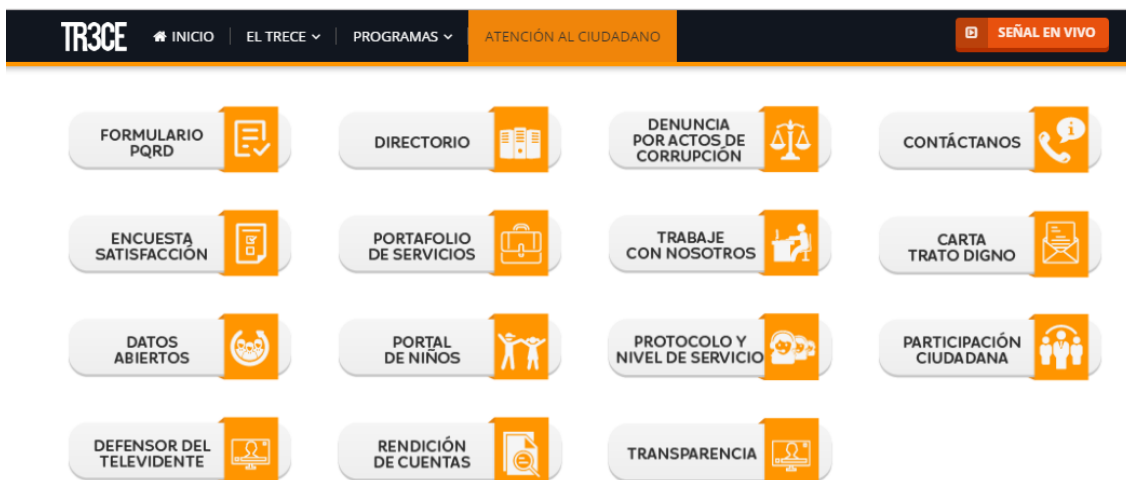 TR3CE INICIO EL TRECE PROGRAMAS ATENCIÓN AL CIUDADANO SEÑAL EN VIVO
FORMULARIO
PQRD
DIRECTORIO
DENUNCIA
POR ACTOS DE
CORRUPCIÓN
CONTÁCTANOS
ENCUESTA
SATISFACCIÓN
PORTAFOLIO
DE SERVICIOS
TRABAJE
CON NOSOTROS
CARTA
TRATO DIGNO
DATOS
ABIERTOS
PORTAL
DE NIÑOS
PROTOCOLO Y
NIVEL DE SERVICIO
PARTICIPACIÓN
CIUDADANA
DEFENSOR DEL
TELEVIDENTE
RENDICIÓN
DE CUENTAS
TRANSPARENCIA